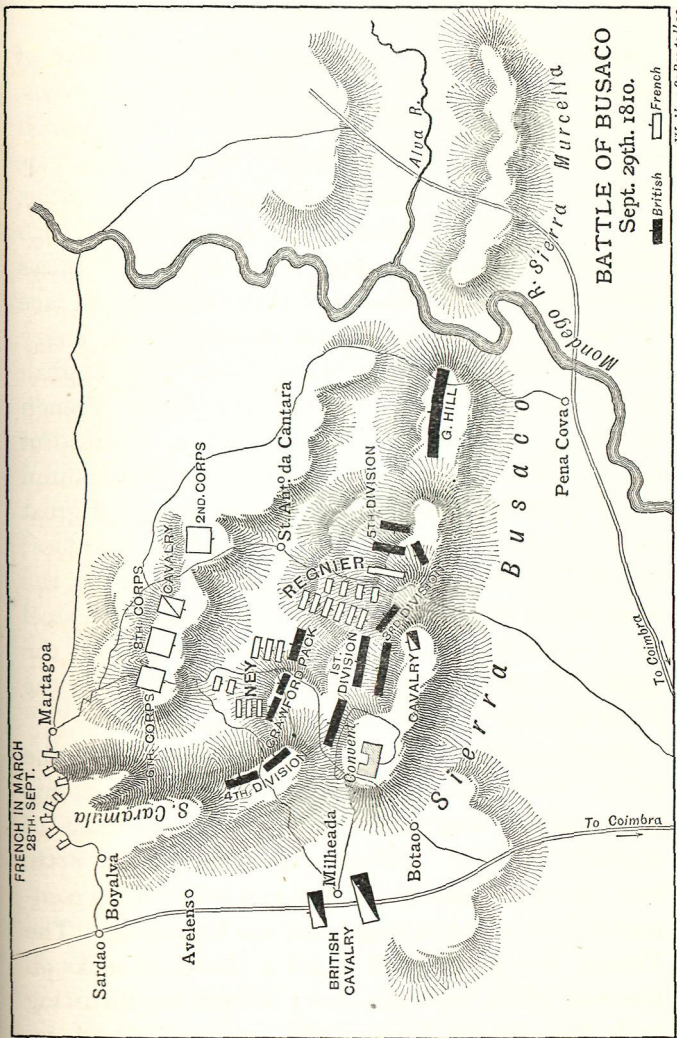 FRENCH IN MARCH
28TH. SEPT.
Martagoa
Sardao
Boyalva
S. Caramula
Avelenso
6TH. CORPS
8TH. CORPS
CAVALRY
2ND. CORPS
St. Anto. da Cantara
NEY
REGNIER
CRAWFORD
PACK
4TH. DIVISION
1ST.
DIVISION
3RD DIVISION
5TH. DIVISION
G. HILL
Convent
CAVALRY
Milheada
BRITISH
CAVALRY
Botao
Sierra Busaco
Pena Cova
To Coimbra
To Coimbra
Alva R.
Mondego R.
Sierra Murcella
BATTLE OF BUSACO
Sept. 29th. 1810.
British French